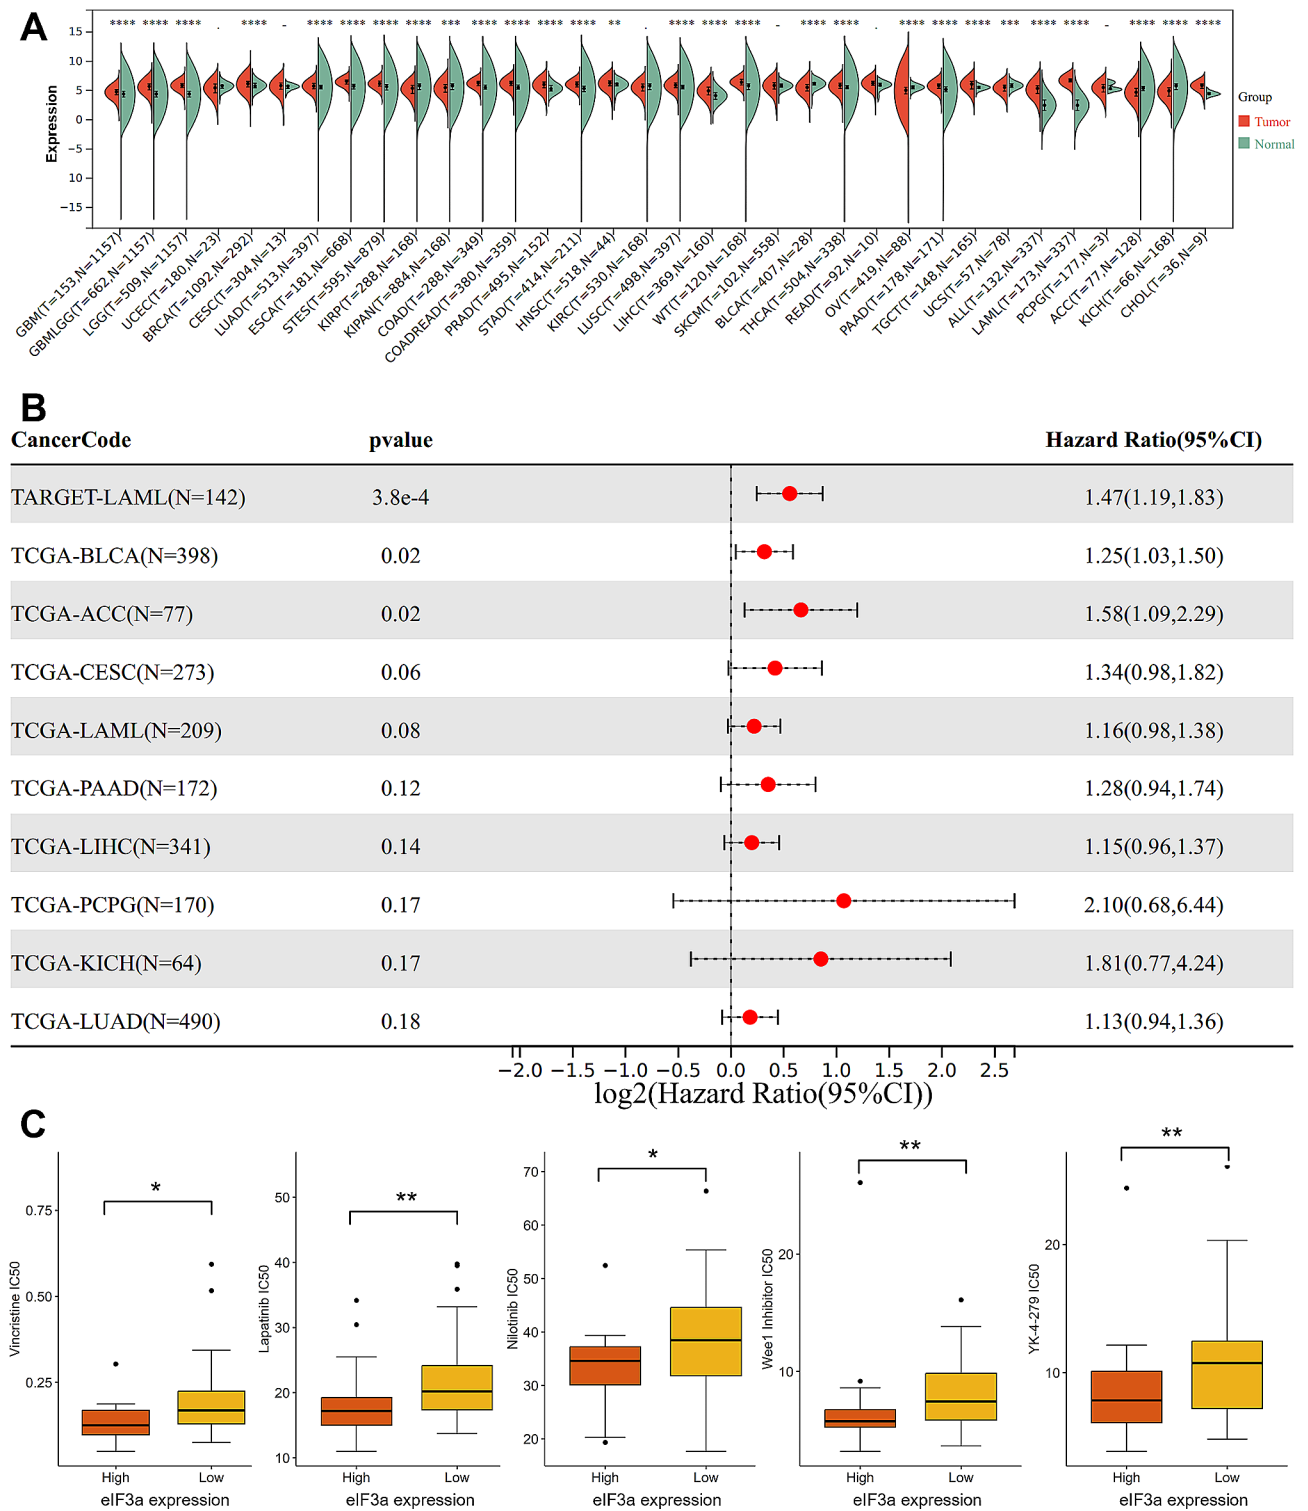 A
**** **** **** . **** - **** **** **** **** *** **** **** **** **** ** . **** **** **** - **** **** . **** **** **** *** **** **** - **** **** ****
15
10
5
0
−5
10
−15
Expression
Group
Tumor
Normal
GBM(T=153,N=1157)
GBMLGG(T=662,N=1157)
LGG(T=509,N=1157)
UCEC(T=180,N=23)
BRCA(T=1092,N=292)
CESC(T=304,N=13)
LUAD(T=513,N=397)
ESCA(T=181,N=668)
STES(T=595,N=879)
KIRP(T=288,N=168)
KIPAN(T=884,N=168)
COAD(T=288,N=349)
COADREAD(T=380,N=359)
PRAD(T=495,N=152)
STAD(T=414,N=211)
HNSC(T=518,N=44)
KIRC(T=530,N=168)
LUSC(T=498,N=397)
LIHC(T=369,N=160)
WT(T=120,N=168)
SKCM(T=102,N=558)
BLCA(T=407,N=28)
THCA(T=504,N=338)
READ(T=92,N=10)
OV(T=419,N=88)
PAAD(T=178,N=171)
TGCT(T=148,N=165)
UCS(T=57,N=78)
ALL(T=132,N=337)
LAML(T=173,N=337)
PCPG(T=177,N=3)
ACC(T=77,N=128)
KICH(T=66,N=168)
CHOL(T=36,N=9)
B
CancerCode pvalue Hazard Ratio(95%CI)
TARGET-LAML(N=142) 3.8e-4 1.47(1.19,1.83)
TCGA-BLCA(N=398) 0.02 1.25(1.03,1.50)
TCGA-ACC(N=77) 0.02 1.58(1.09,2.29)
TCGA-CESC(N=273) 0.06 1.34(0.98,1.82)
TCGA-LAML(N=209) 0.08 1.16(0.98,1.38)
TCGA-PAAD(N=172) 0.12 1.28(0.94,1.74)
TCGA-LIHC(N=341) 0.14 1.15(0.96,1.37)
TCGA-PCPG(N=170) 0.17 2.10(0.68,6.44)
TCGA-KICH(N=64) 0.17 1.81(0.77,4.24)
TCGA-LUAD(N=490) 0.18 1.13(0.94,1.36)
−2.0 −1.5 −1.0 −0.5 0.0 0.5 1.0 1.5 2.0 2.5
log2(Hazard Ratio(95%CI))
C
*
0.75
0.50
0.25
Vincristine IC50
High Low
eIF3a expression
**
50
40
30
20
10
Lapatinib IC50
High Low
eIF3a expression
*
70
60
50
40
30
20
Nilotinib IC50
High Low
eIF3a expression
**
20
10
Wee1 Inhibitor IC50
High Low
eIF3a expression
**
20
10
YK-4-279 IC50
High Low
eIF3a expression